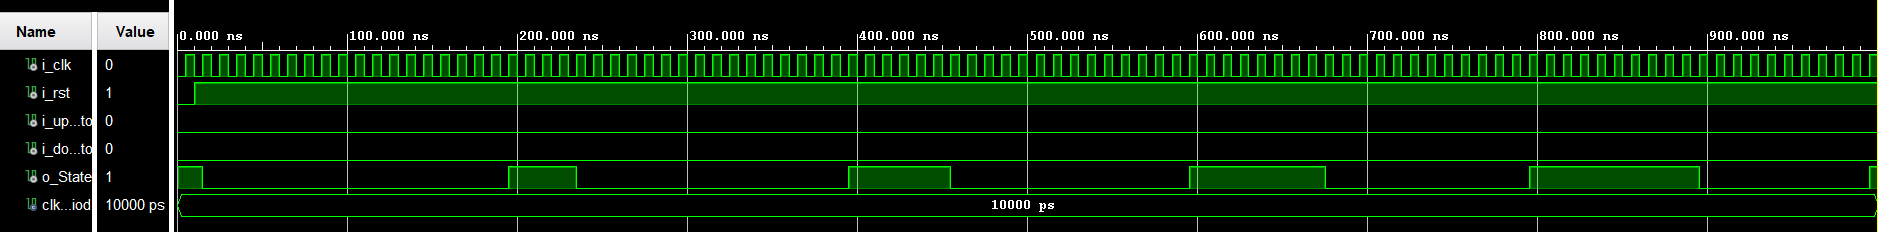 Name Value
0.000 ns 100.000 ns 200.000 ns 300.000 ns 400.000 ns 500.000 ns 600.000 ns 700.000 ns 800.000 ns 900.000 ns
i_clk 0
i_rst 1
i_up...to 0
i_do...to 0
o_State 1
clk...iod 10000 ps 10000 ps